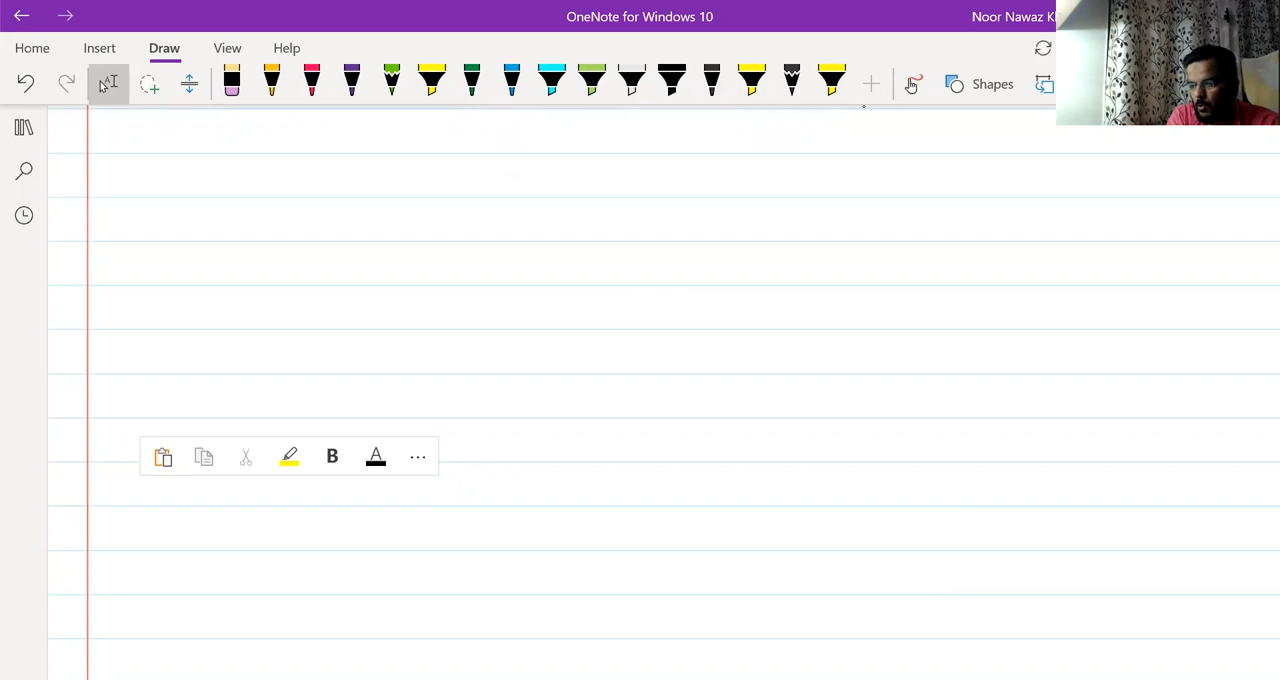 OneNote for Windows 10
Noor Nawaz
Home Insert Draw View Help
Shapes
B A ...